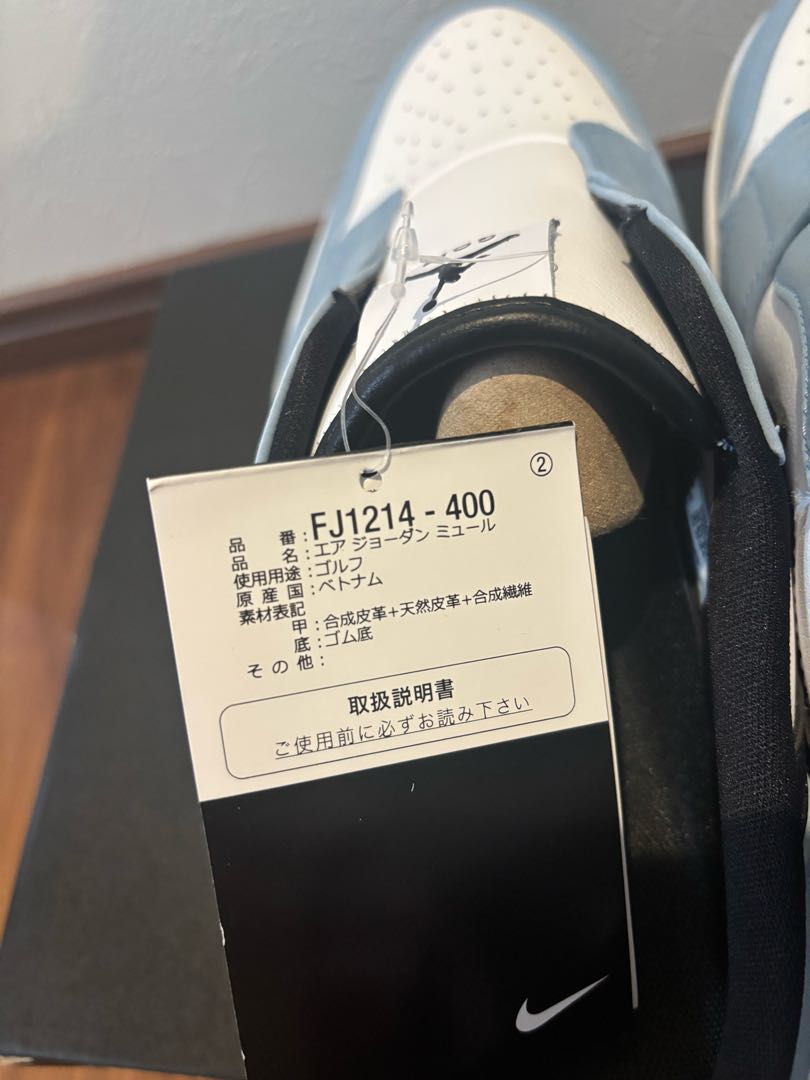 ②
品 番：FJ1214 - 400
品 名：エア ジョーダン ミュール
使用用途：ゴルフ
原 産 国：ベトナム
素材表記
甲：合成皮革+天然皮革+合成繊維
底：ゴム底
そ の 他：
取扱説明書
ご使用前に必ずお読み下さい